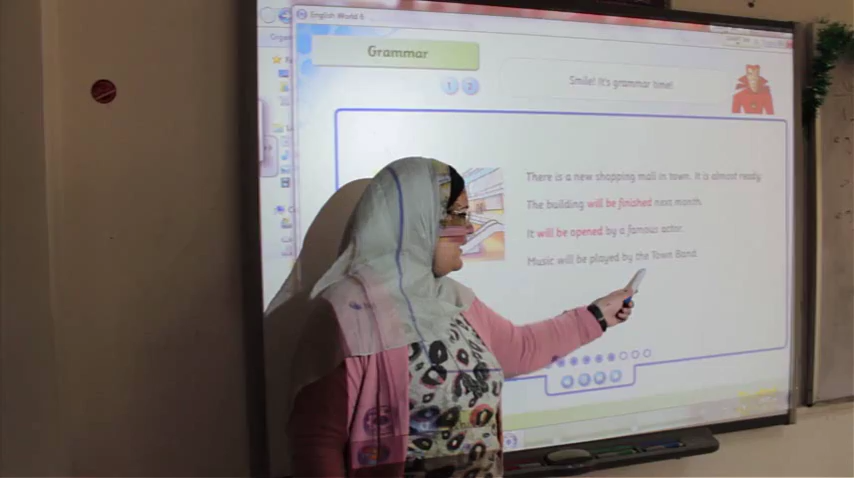 English World 6
Grammar
1 2
Smile! It's grammar time!
There is a new shopping mall in town. It is almost ready.
The building will be finished next month.
It will be opened by a famous actor.
Music will be played by the Town Band.